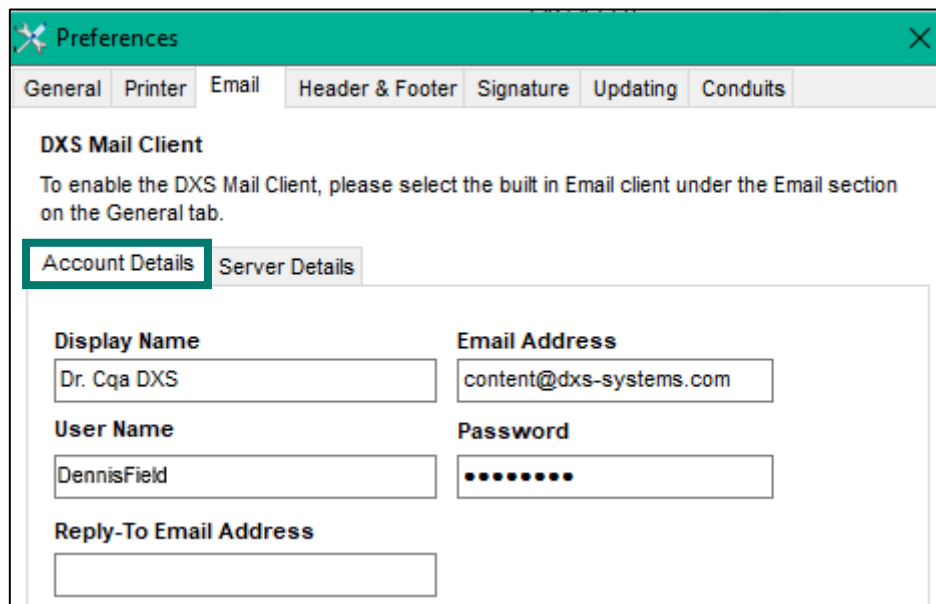 Preferences
General Printer Email Header & Footer Signature Updating Conduits
DXS Mail Client
To enable the DXS Mail Client, please select the built in Email client under the Email section
on the General tab.
Account Details Server Details
Display Name Email Address
Dr. Cqa DXS content@dxs-systems.com
User Name Password
DennisField ••••••••
Reply-To Email Address